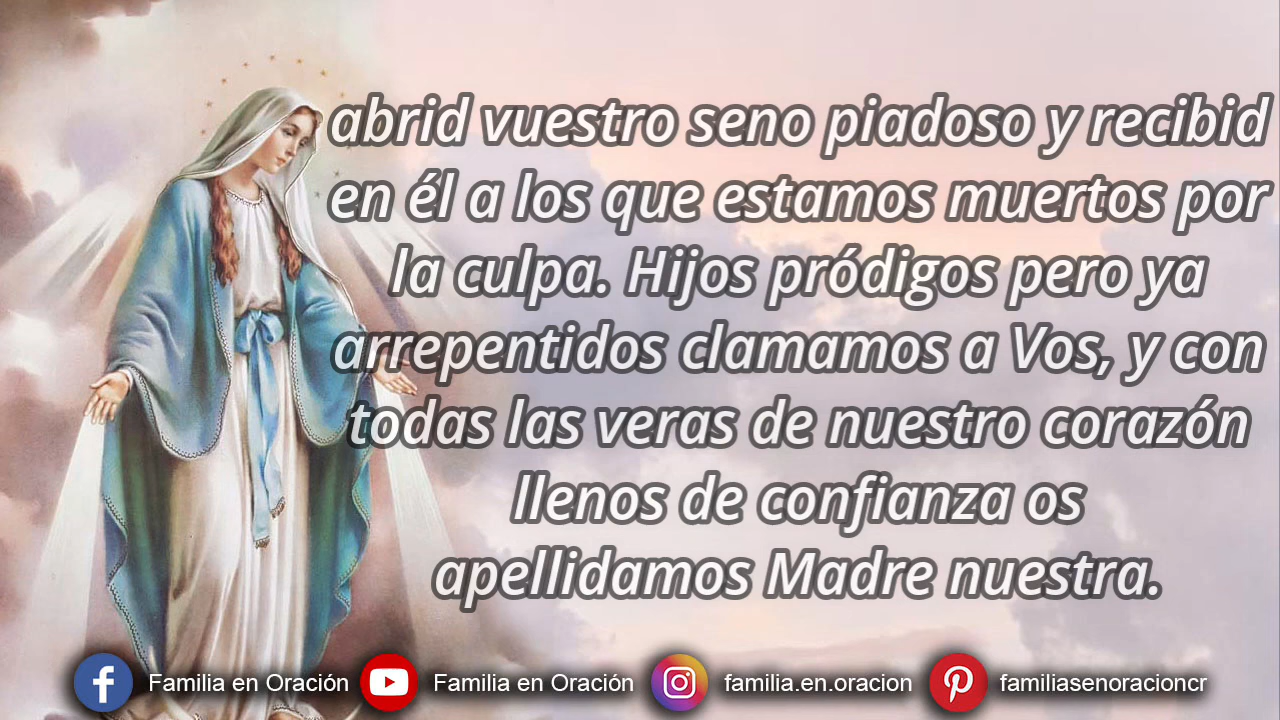 abrid vuestro seno piadoso y recibid
en él a los que estamos muertos por
la culpa. Hijos pródigos pero ya
arrepentidos clamamos a Vos, y con
todas las veras de nuestro corazón
llenos de confianza os
apellidamos Madre nuestra.
Familia en Oración Familia en Oración familia.en.oracion familiasenoracioncr